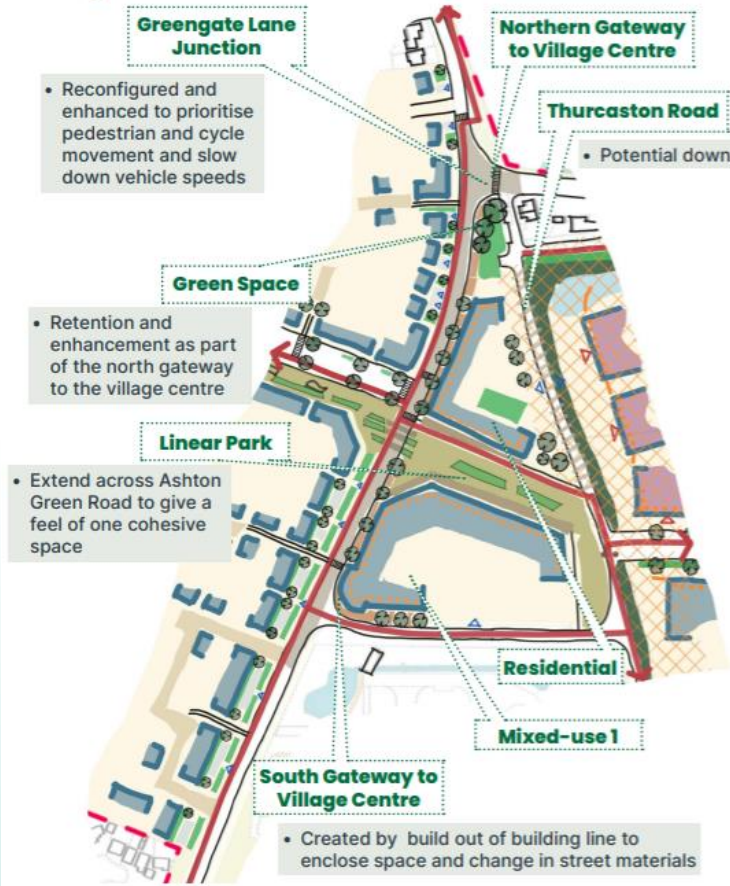 Greengate Lane
Junction
• Reconfigured and
enhanced to prioritise
pedestrian and cycle
movement and slow
down vehicle speeds
Northern Gateway
to Village Centre
Thurcaston Road
• Potential down
Green Space
• Retention and
enhancement as part
of the north gateway
to the village centre
Linear Park
• Extend across Ashton
Green Road to give a
feel of one cohesive
space
Residential
Mixed-use 1
South Gateway to
Village Centre
• Created by build out of building line to
enclose space and change in street materials